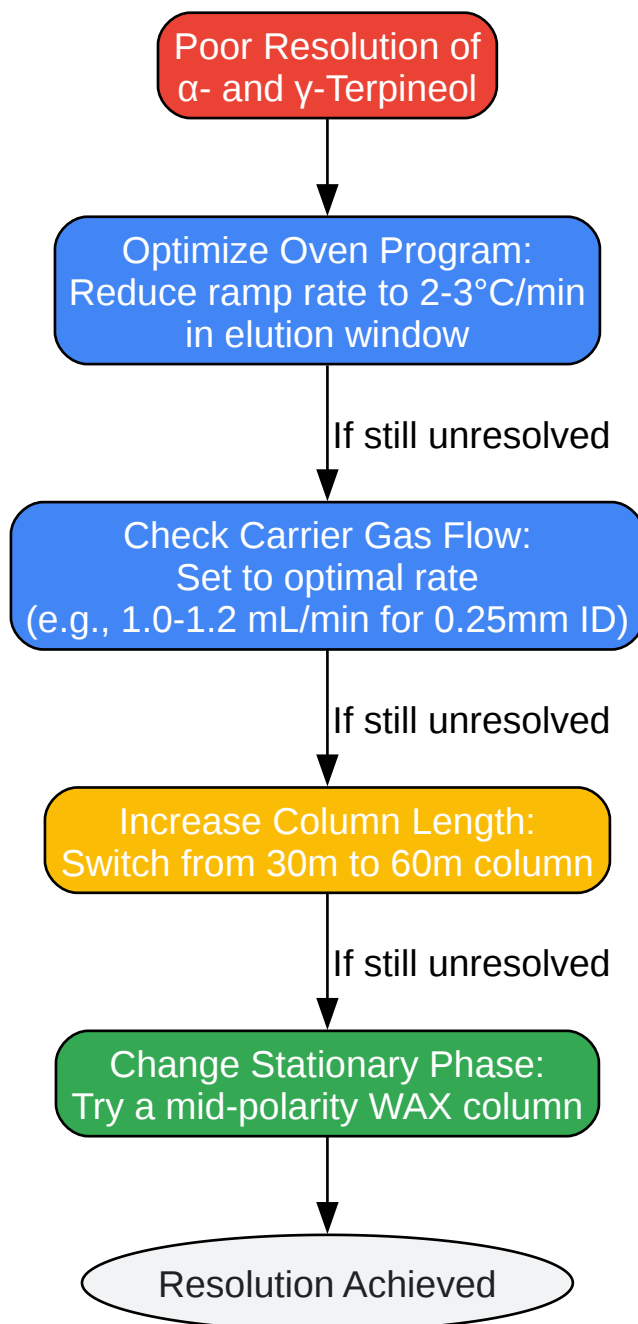 Poor Resolution of
α- and γ-Terpineol
Optimize Oven Program:
Reduce ramp rate to 2-3°C/min
in elution window
If still unresolved
Check Carrier Gas Flow:
Set to optimal rate
(e.g., 1.0-1.2 mL/min for 0.25mm ID)
If still unresolved
Increase Column Length:
Switch from 30m to 60m column
If still unresolved
Change Stationary Phase:
Try a mid-polarity WAX column
Resolution Achieved